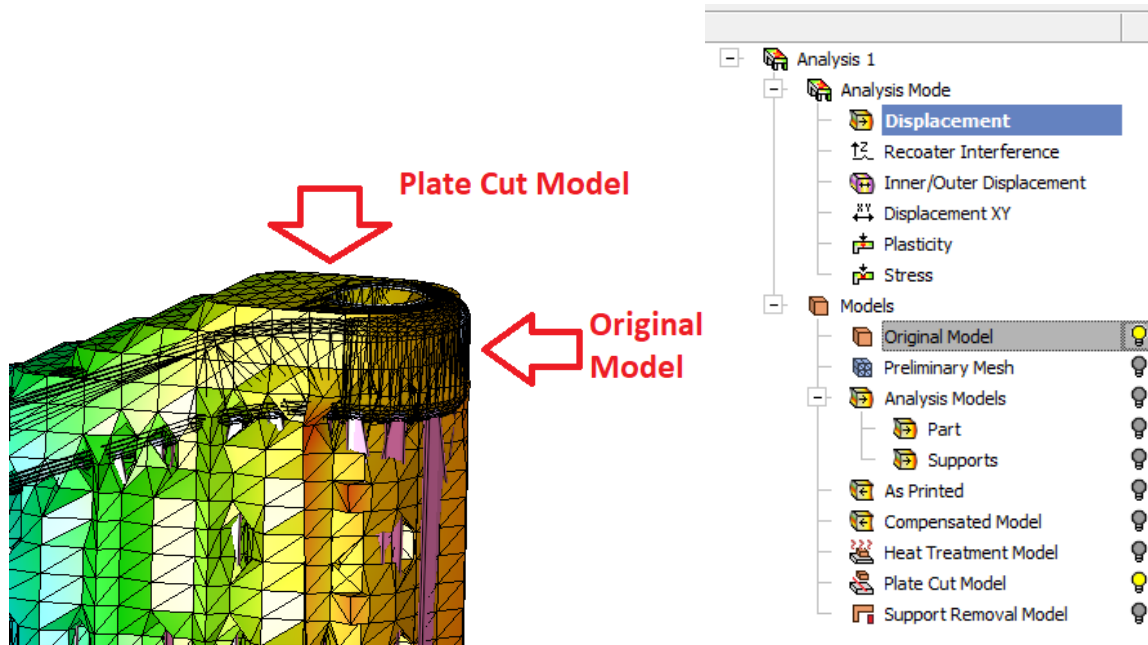 Plate Cut Model
Original
Model
Analysis 1
Analysis Mode
Displacement
Z
Recoater Interference
Inner/Outer Displacement
XY
Displacement XY
Plasticity
Stress
Models
Original Model
Preliminary Mesh
Analysis Models
Part
Supports
As Printed
Compensated Model
Heat Treatment Model
Plate Cut Model
Support Removal Model